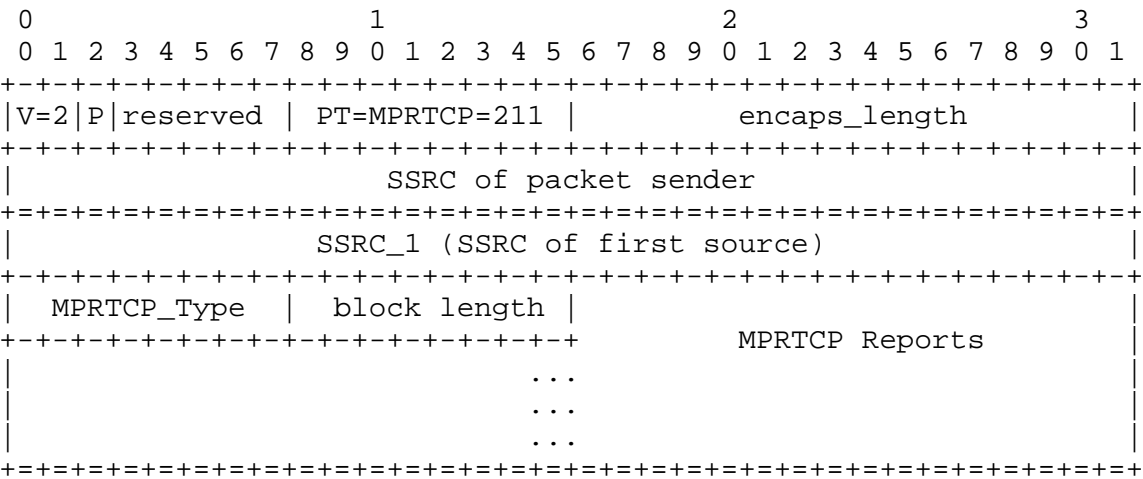 0                   1                   2                   3
 0 1 2 3 4 5 6 7 8 9 0 1 2 3 4 5 6 7 8 9 0 1 2 3 4 5 6 7 8 9 0 1
+-+-+-+-+-+-+-+-+-+-+-+-+-+-+-+-+-+-+-+-+-+-+-+-+-+-+-+-+-+-+-+-+
|V=2|P|reserved | PT=MPRTCP=211 |         encaps_length         |
+-+-+-+-+-+-+-+-+-+-+-+-+-+-+-+-+-+-+-+-+-+-+-+-+-+-+-+-+-+-+-+-+
|                     SSRC of packet sender                     |
+=+=+=+=+=+=+=+=+=+=+=+=+=+=+=+=+=+=+=+=+=+=+=+=+=+=+=+=+=+=+=+=+
|                 SSRC_1 (SSRC of first source)                 |
+-+-+-+-+-+-+-+-+-+-+-+-+-+-+-+-+-+-+-+-+-+-+-+-+-+-+-+-+-+-+-+-+
|  MPRTCP_Type  |  block length |                               |
+-+-+-+-+-+-+-+-+-+-+-+-+-+-+-+-+         MPRTCP Reports        |
|                             ...                               |
|                             ...                               |
|                             ...                               |
+=+=+=+=+=+=+=+=+=+=+=+=+=+=+=+=+=+=+=+=+=+=+=+=+=+=+=+=+=+=+=+=+